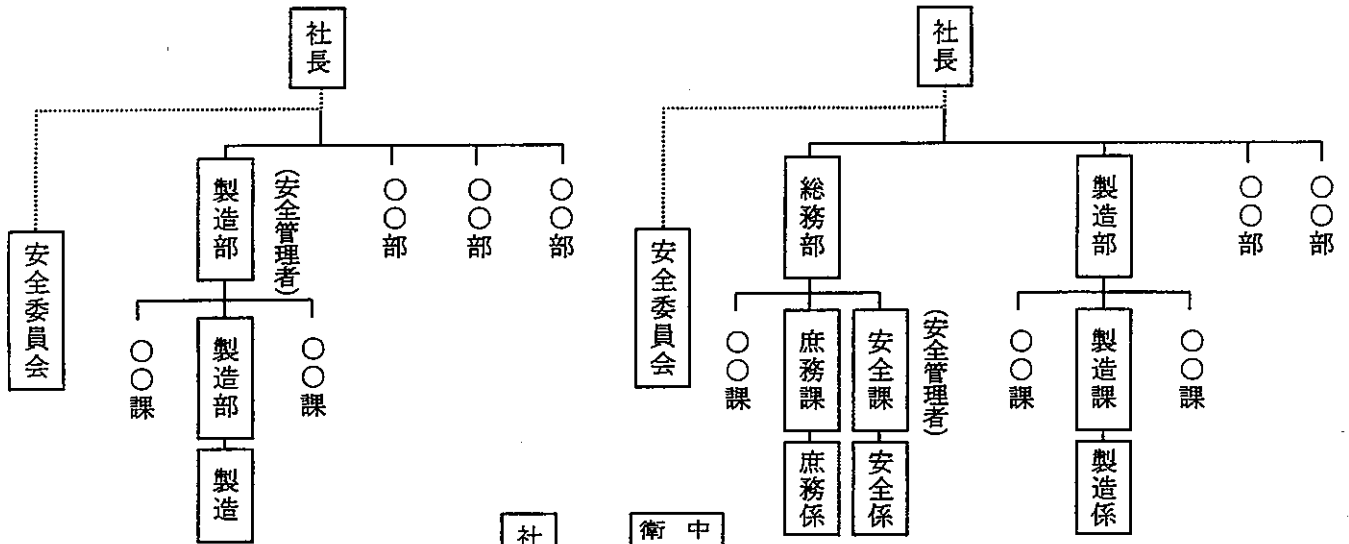 社長
安全委員会
製造部
(安全管理者)
○○部
○○部
○○部
○○課
製造部
○○課
製造
社長
安全委員会
総務部
製造部
○○部
○○部
○○課
庶務課
安全課
(安全管理者)
○○課
製造課
○○課
庶務係
安全係
製造係
社
衛中